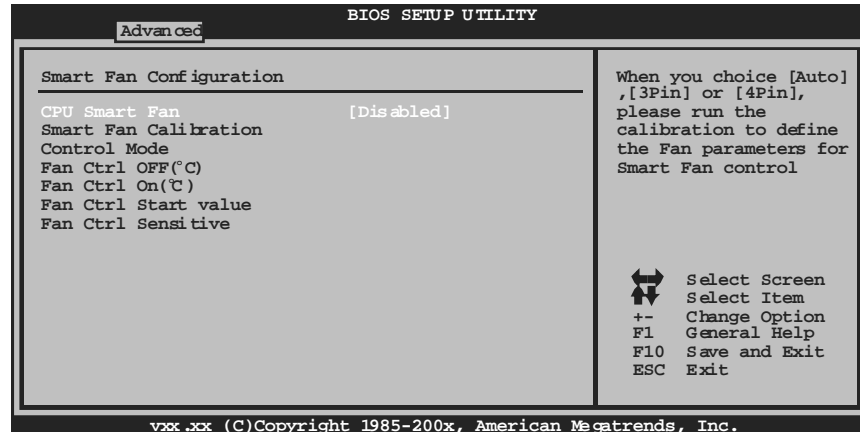 BIOS SETUP UTILITY
Advanced
Smart Fan Configuration
CPU Smart Fan [Disabled]
Smart Fan Calibration
Control Mode
Fan Ctrl OFF(°C)
Fan Ctrl On(℃)
Fan Ctrl Start value
Fan Ctrl Sensitive
When you choice [Auto]
,[3Pin] or [4Pin],
please run the
calibration to define
the Fan parameters for
Smart Fan control
Select Screen
Select Item
+- Change Option
F1 General Help
F10 Save and Exit
ESC Exit
vxx.xx (C)Copyright 1985-200x, American Megatrends, Inc.